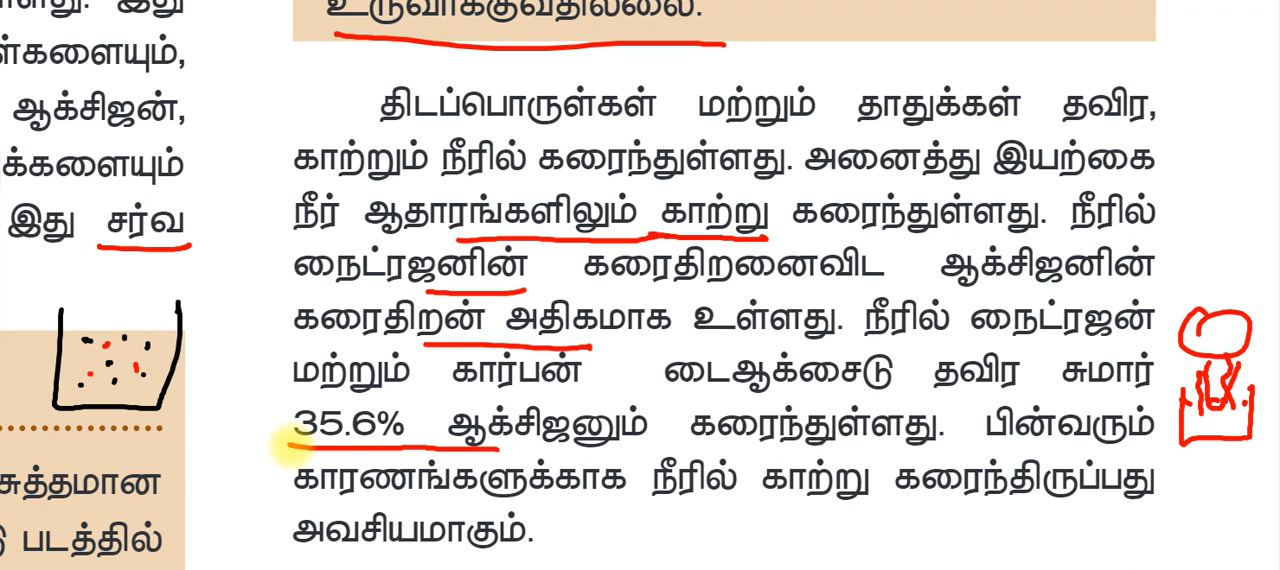 ஆக்சிஜன்,
இது சர்வ
சுத்தமான
படத்தில்
உருவாக்குவதில்லை.
திடப்பொருள்கள் மற்றும் தாதுக்கள் தவிர,
காற்றும் நீரில் கரைந்துள்ளது. அனைத்து இயற்கை
நீர் ஆதாரங்களிலும் காற்று கரைந்துள்ளது. நீரில்
நைட்ரஜனின் கரைதிறனைவிட ஆக்சிஜனின்
கரைதிறன் அதிகமாக உள்ளது. நீரில் நைட்ரஜன்
மற்றும் கார்பன் டைஆக்சைடு தவிர சுமார்
35.6% ஆக்சிஜனும் கரைந்துள்ளது. பின்வரும்
காரணங்களுக்காக நீரில் காற்று கரைந்திருப்பது
அவசியமாகும்.